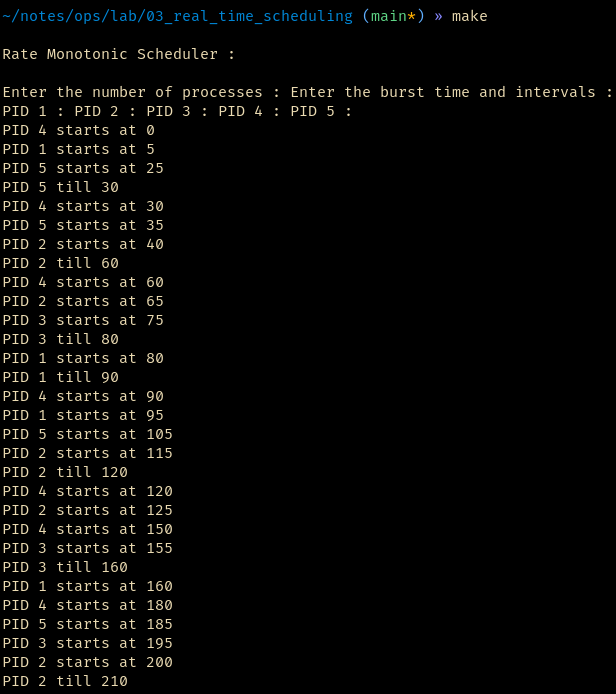 ~/notes/ops/lab/03_real_time_scheduling (main*) » make
Rate Monotonic Scheduler :
Enter the number of processes : Enter the burst time and intervals :
PID 1 : PID 2 : PID 3 : PID 4 : PID 5 :
PID 4 starts at 0
PID 1 starts at 5
PID 5 starts at 25
PID 5 till 30
PID 4 starts at 30
PID 5 starts at 35
PID 2 starts at 40
PID 2 till 60
PID 4 starts at 60
PID 2 starts at 65
PID 3 starts at 75
PID 3 till 80
PID 1 starts at 80
PID 1 till 90
PID 4 starts at 90
PID 1 starts at 95
PID 5 starts at 105
PID 2 starts at 115
PID 2 till 120
PID 4 starts at 120
PID 2 starts at 125
PID 4 starts at 150
PID 3 starts at 155
PID 3 till 160
PID 1 starts at 160
PID 4 starts at 180
PID 5 starts at 185
PID 3 starts at 195
PID 2 starts at 200
PID 2 till 210